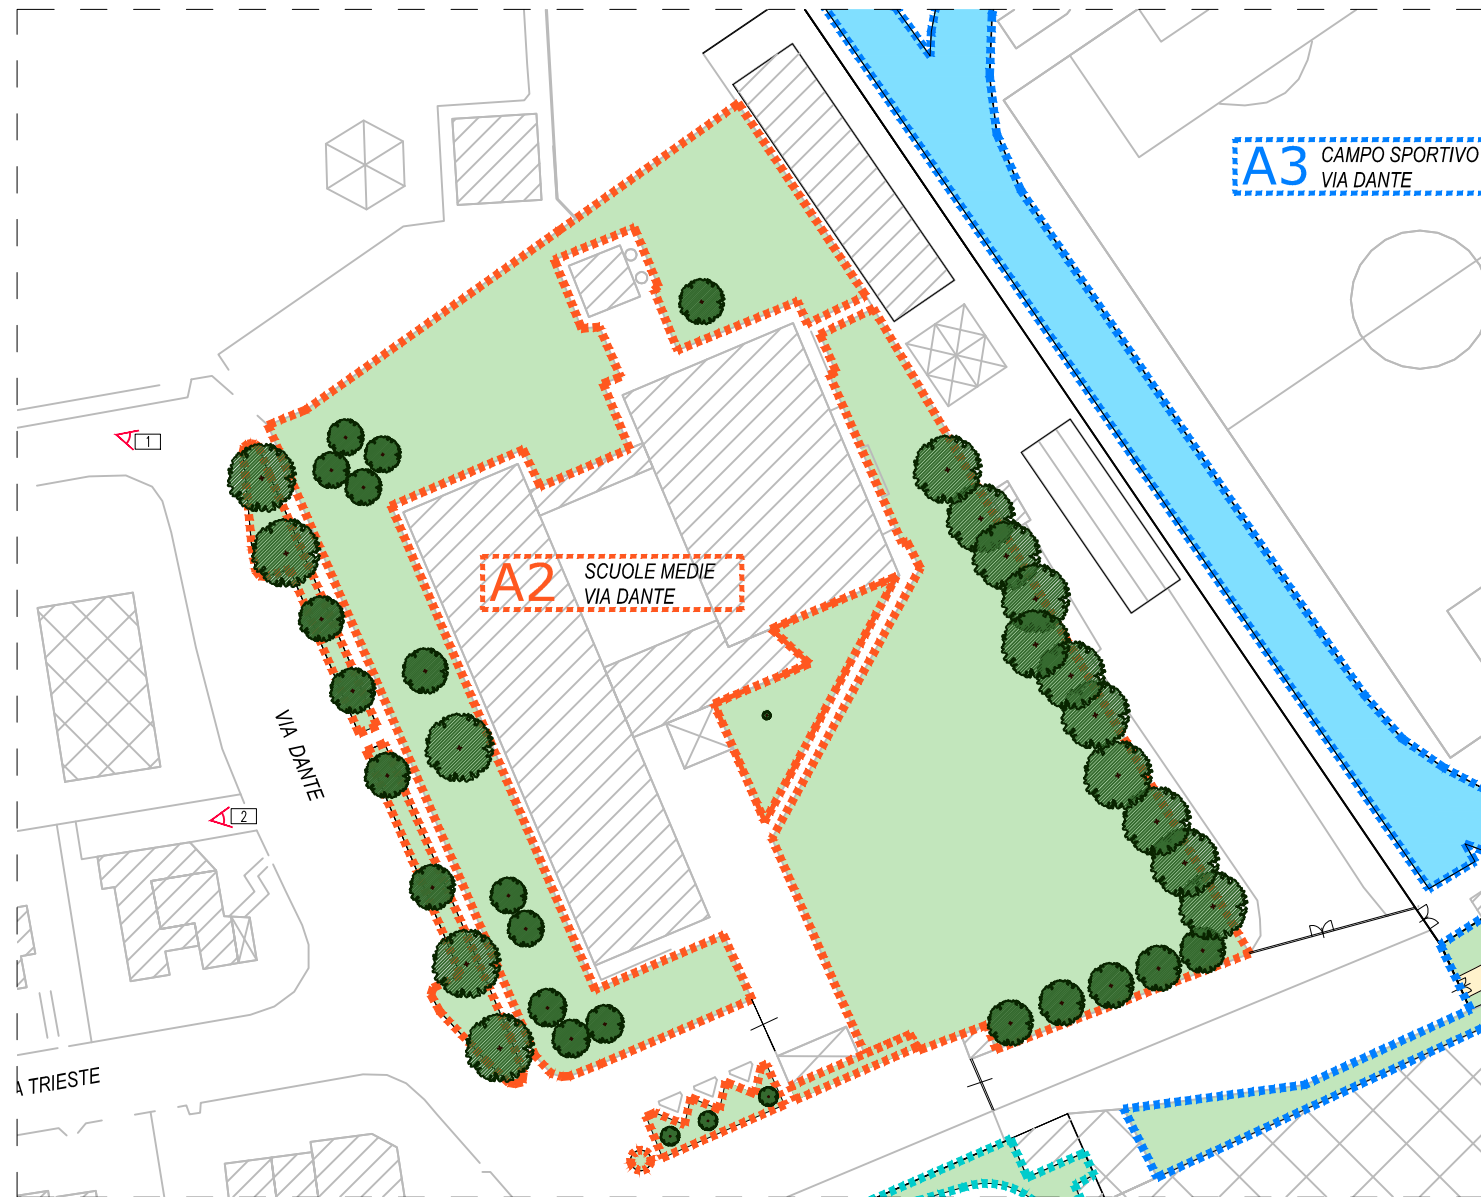 A3 CAMPO SPORTIVO
VIA DANTE
1
A2 SCUOLE MEDIE
VIA DANTE
VIA DANTE
2
A TRIESTE